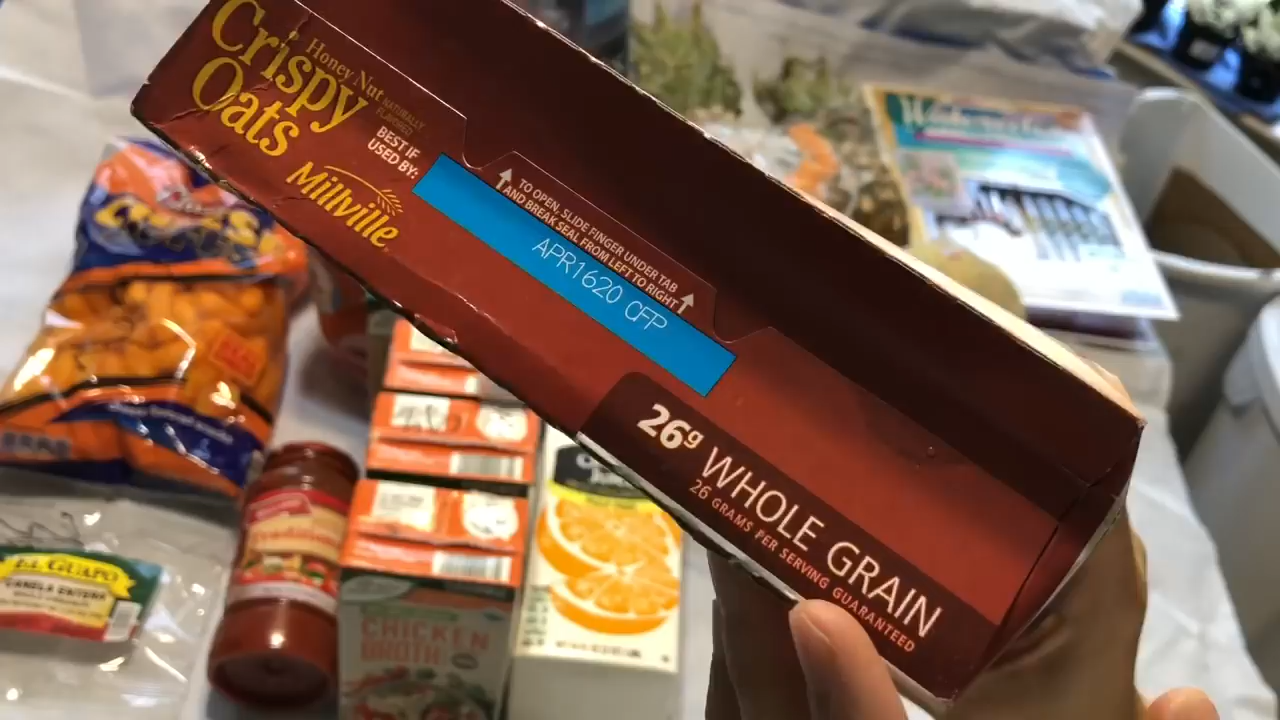 Honey Nut
Crispy
Oats
NATURALLY
FLAVORED
BEST IF
USED BY:
Millville
TO OPEN, SLIDE FINGER UNDER TAB
AND BREAK SEAL FROM LEFT TO RIGHT
APR1620 CFP
26g WHOLE GRAIN
26 GRAMS PER SERVING GUARANTEED
EL GUAPO
CANELA ENTERA
CHICKEN
BROTH